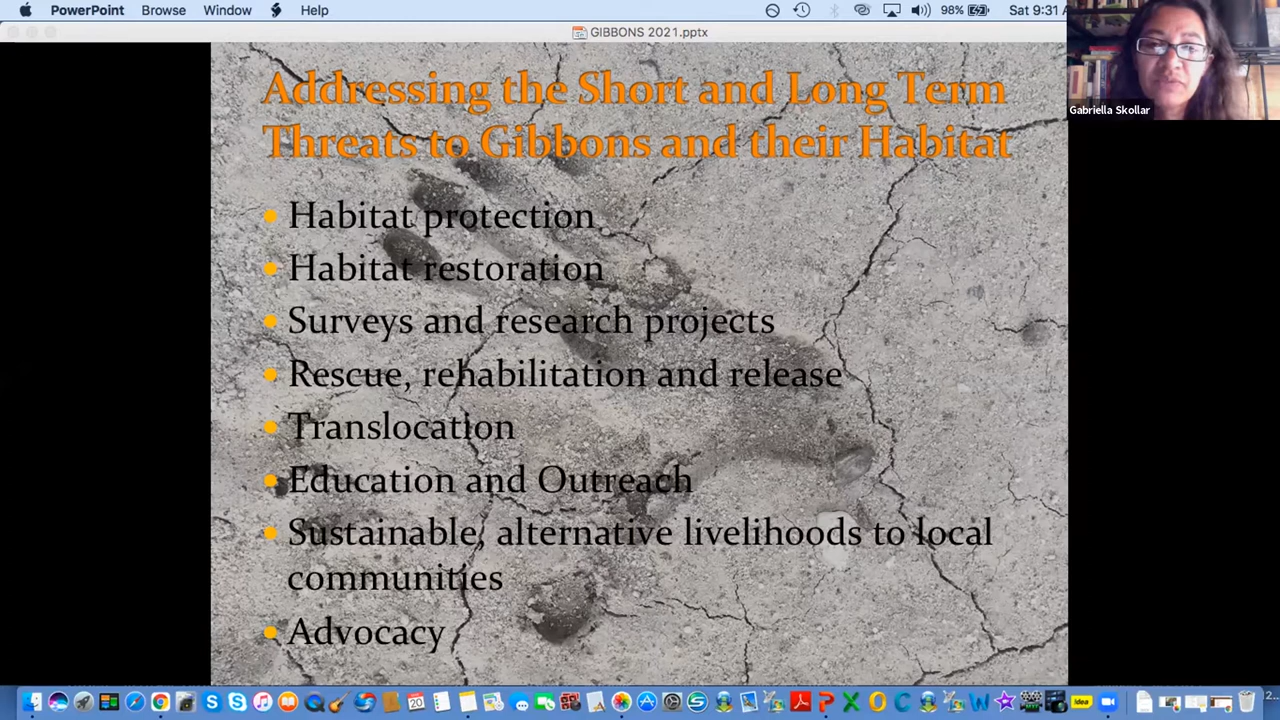 PowerPoint Browse Window Help
98% Sat 9:31 A
GIBBONS 2021.pptx
Gabriella Skollar
Addressing the Short and Long Term
Threats to Gibbons and their Habitat
• Habitat protection
• Habitat restoration
• Surveys and research projects
• Rescue, rehabilitation and release
• Translocation
• Education and Outreach
• Sustainable, alternative livelihoods to local
communities
• Advocacy